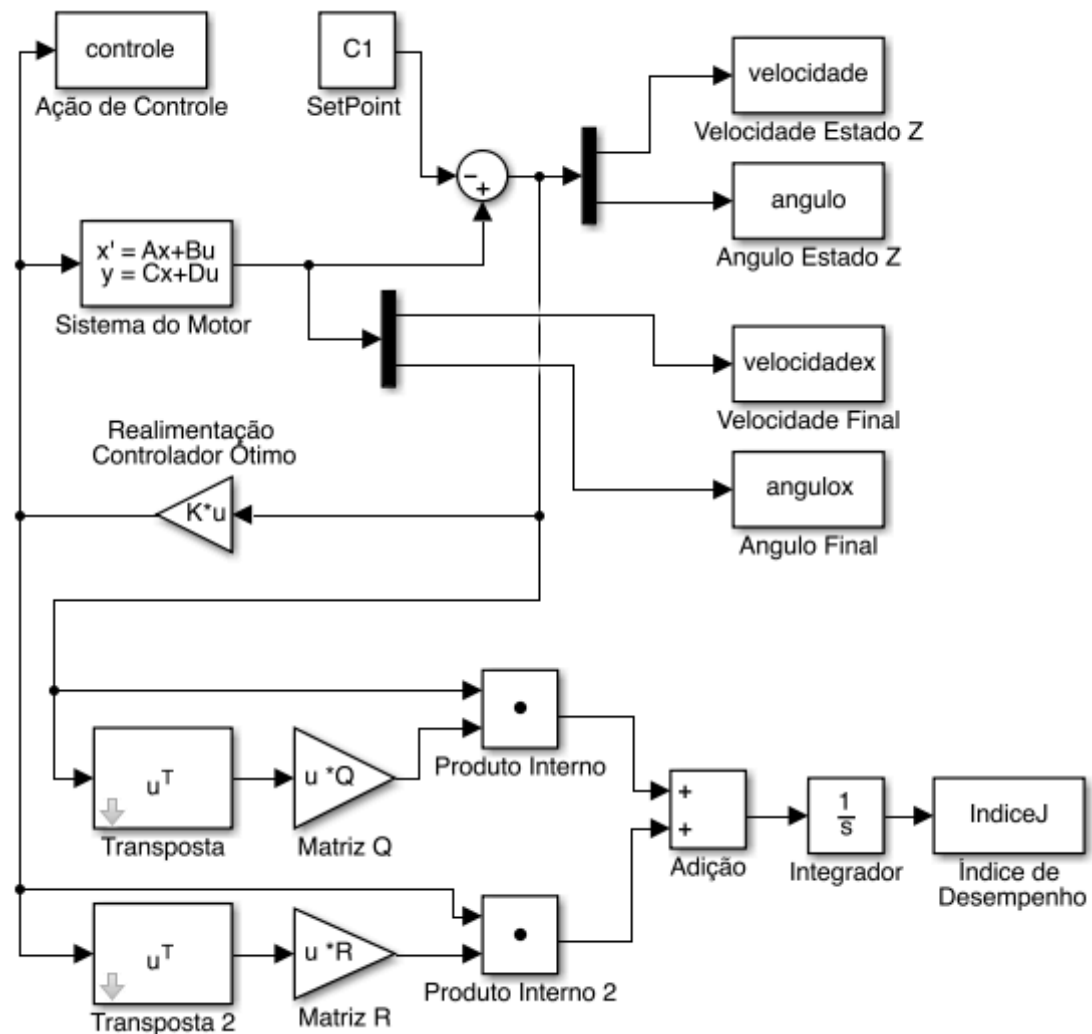 controle
Ação de Controle
C1
SetPoint
velocidade
Velocidade Estado Z
angulo
Angulo Estado Z
-
+
x' = Ax+Bu
y = Cx+Du
Sistema do Motor
velocidadex
Velocidade Final
angulox
Angulo Final
Realimentação
Controlador Ótimo
K*u
u^T
Transposta
u *Q
Matriz Q
Produto Interno
+
+
Adição
1
s
Integrador
IndiceJ
Índice de
Desempenho
u^T
Transposta 2
u *R
Matriz R
Produto Interno 2